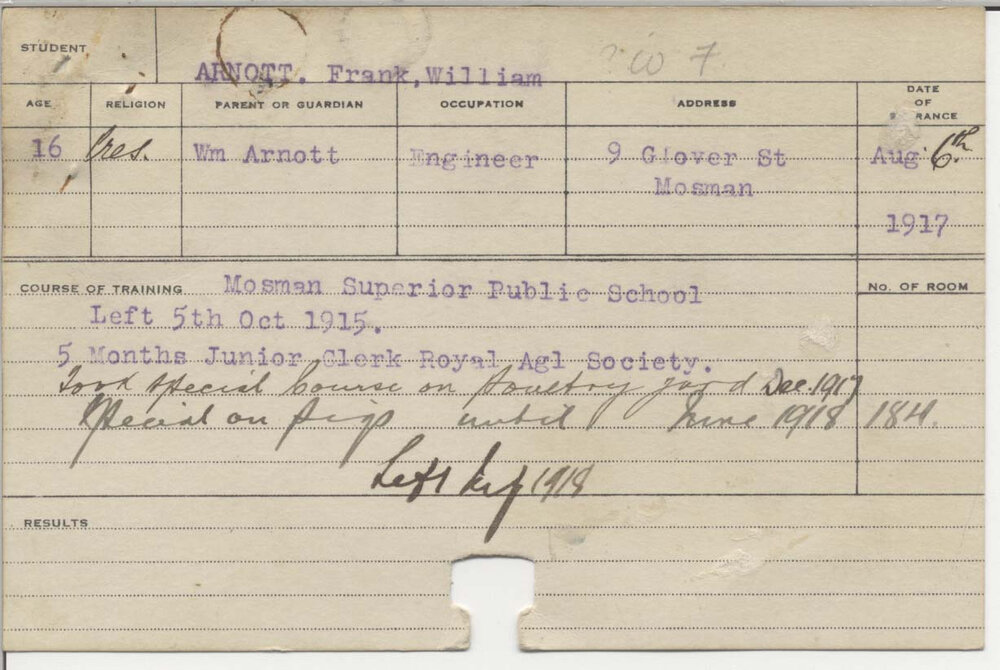 STUDENT
ARNOTT. Frank, William
AGE RELIGION PARENT OR GUARDIAN OCCUPATION ADDRESS DATE OF RANCE
16 Pres. Wm Arnott Engineer 9 Glover St Aug 6th.
Mosman
1917
COURSE OF TRAINING Mosman Superior Public School No. OF ROOM
Left 5th Oct 1915.
5 Months Junior Clerk Royal Agl Society.
Took special Course on Poultry yard Dec. 1917
Special on pigs until June 1918 184.
Left 1918
RESULTS